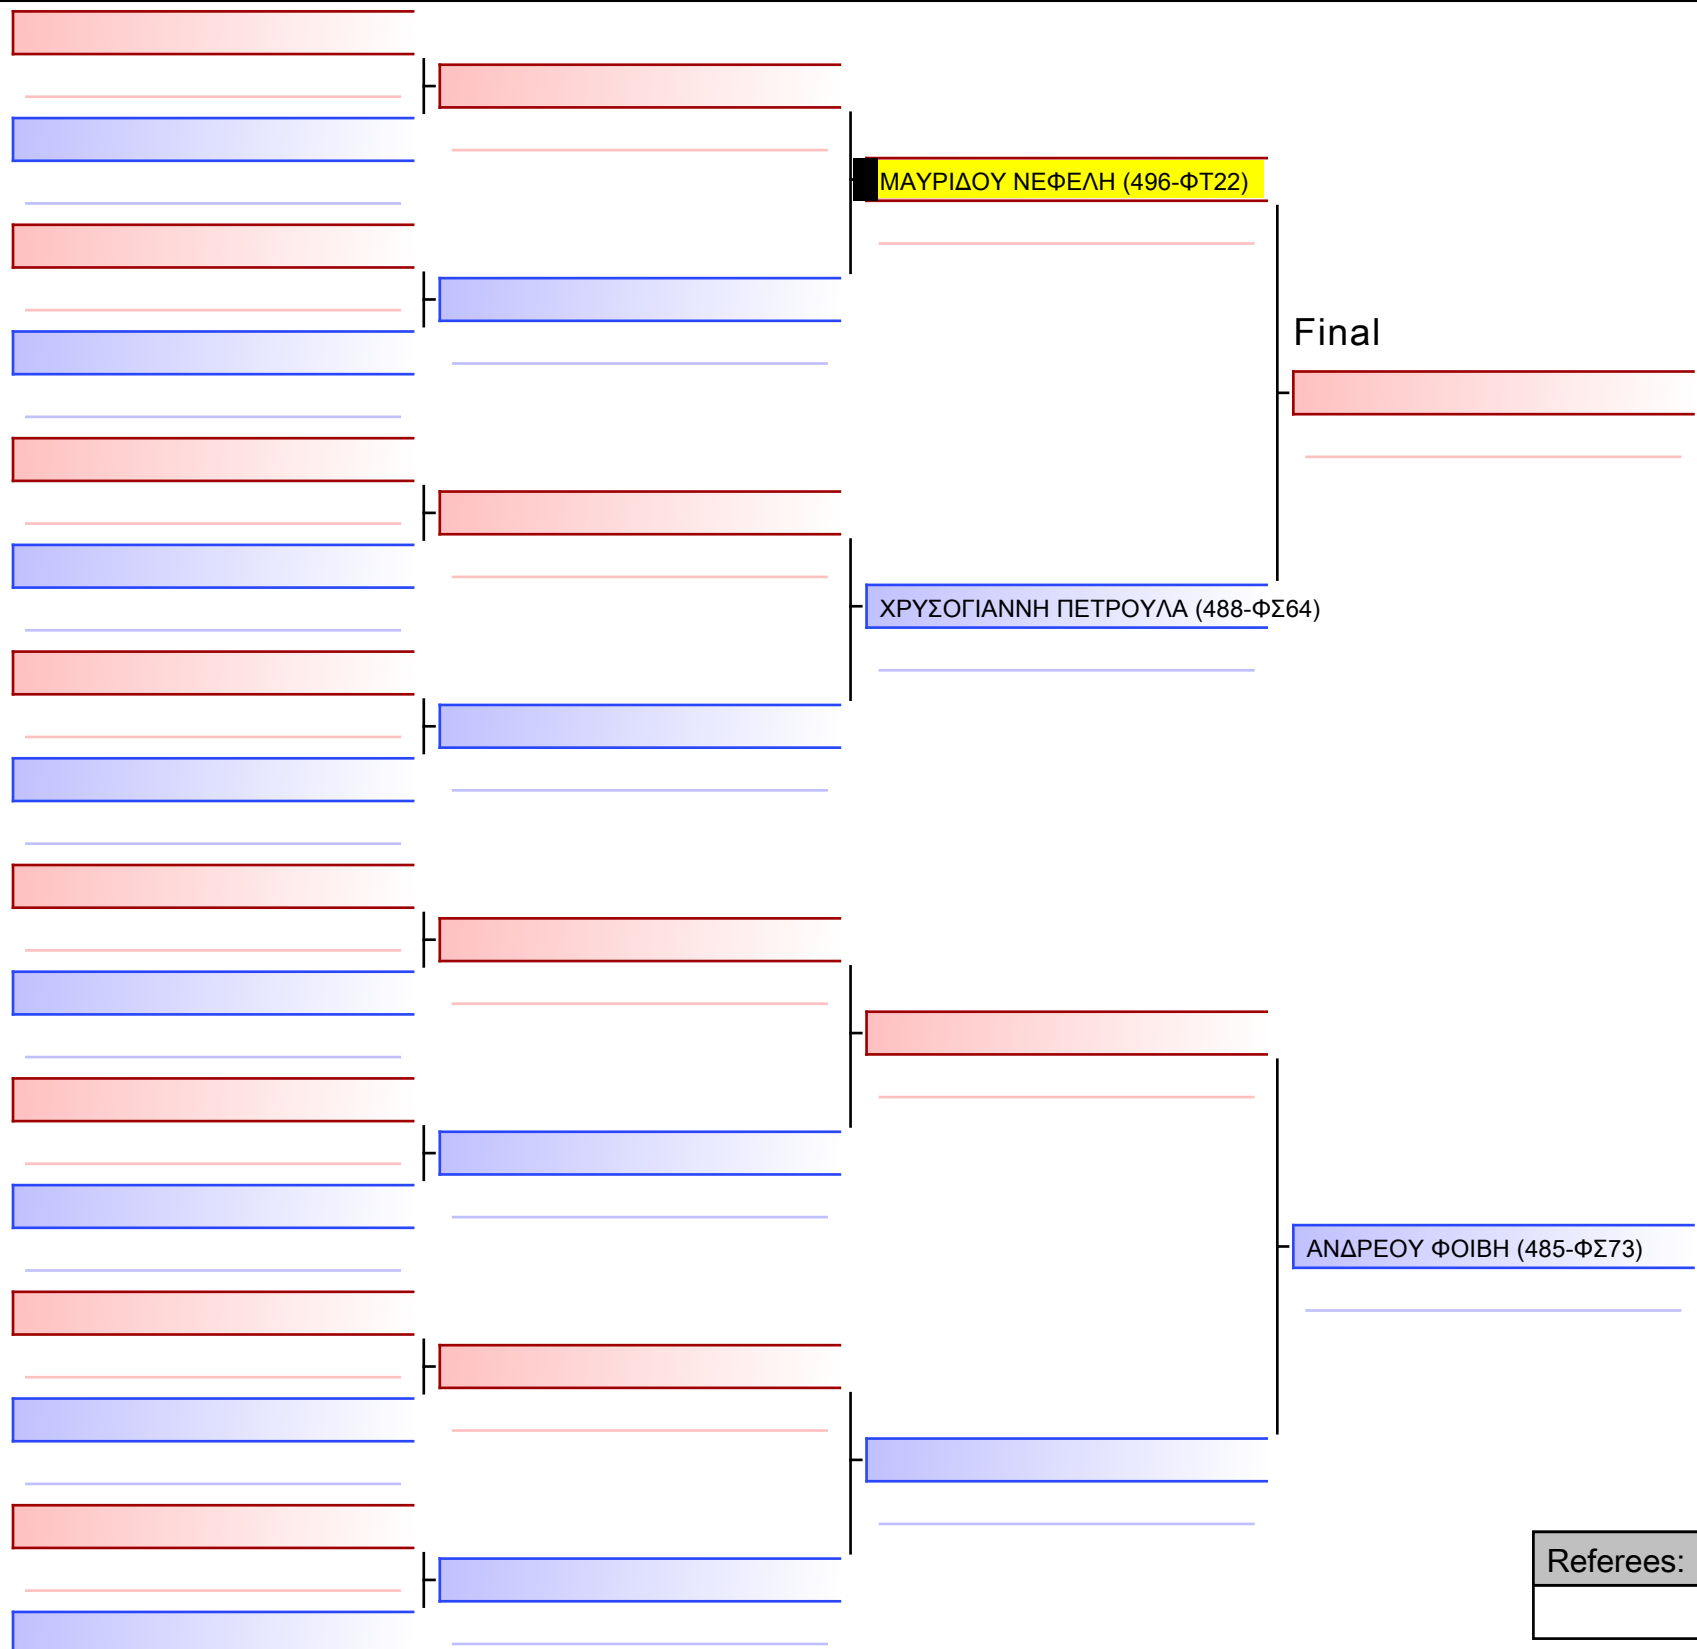 ΜΑΥΡΙΔΟΥ ΝΕΦΕΛΗ (496-ΦΤ22)
Final
ΧΡΥΣΟΓΙΑΝΝΗ ΠΕΤΡΟΥΛΑ (488-ΦΣ64)
ΑΝΔΡΕΟΥ ΦΟΙΒΗ (485-ΦΣ73)
Referees: